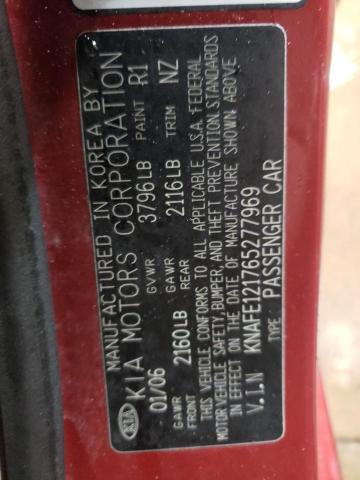 MANUFACTURED IN KOREA BY
KIA KIA MOTORS CORPORATION
01/06 GVWR 3796LB PAINT R1
GAWR FRONT 2160LB GAWR REAR 2116LB TRIM NZ
THIS VEHICLE CONFORMS TO ALL APPLICABLE U.S.A. FEDERAL
MOTOR VEHICLE SAFETY, BUMPER, AND THEFT PREVENTION STANDARDS
IN EFFECT ON THE DATE OF MANUFACTURE SHOWN ABOVE
V.I.N KNAFE121765277969
TYPE: PASSENGER CAR